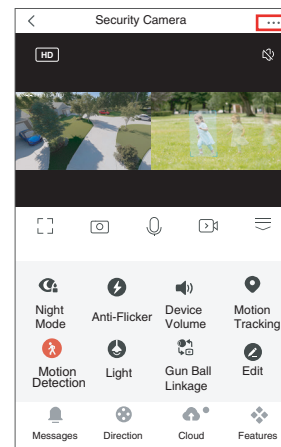 Security Camera
HD
Night
Mode
Anti-Flicker
Device
Volume
Motion
Tracking
Motion
Detection
Light
Gun Ball
Linkage
Edit
Messages
Direction
Cloud
Features